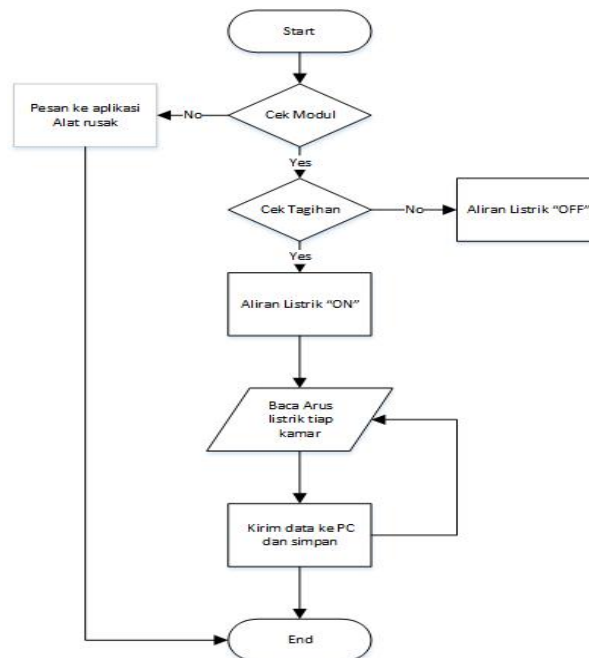 Start
Pesan ke aplikasi
Alat rusak
No
Cek Modul
Yes
Cek Tagihan
No
Aliran Listrik "OFF"
Yes
Aliran Listrik "ON"
Baca Arus
listrik tiap
kamar
Kirim data ke PC
dan simpan
End